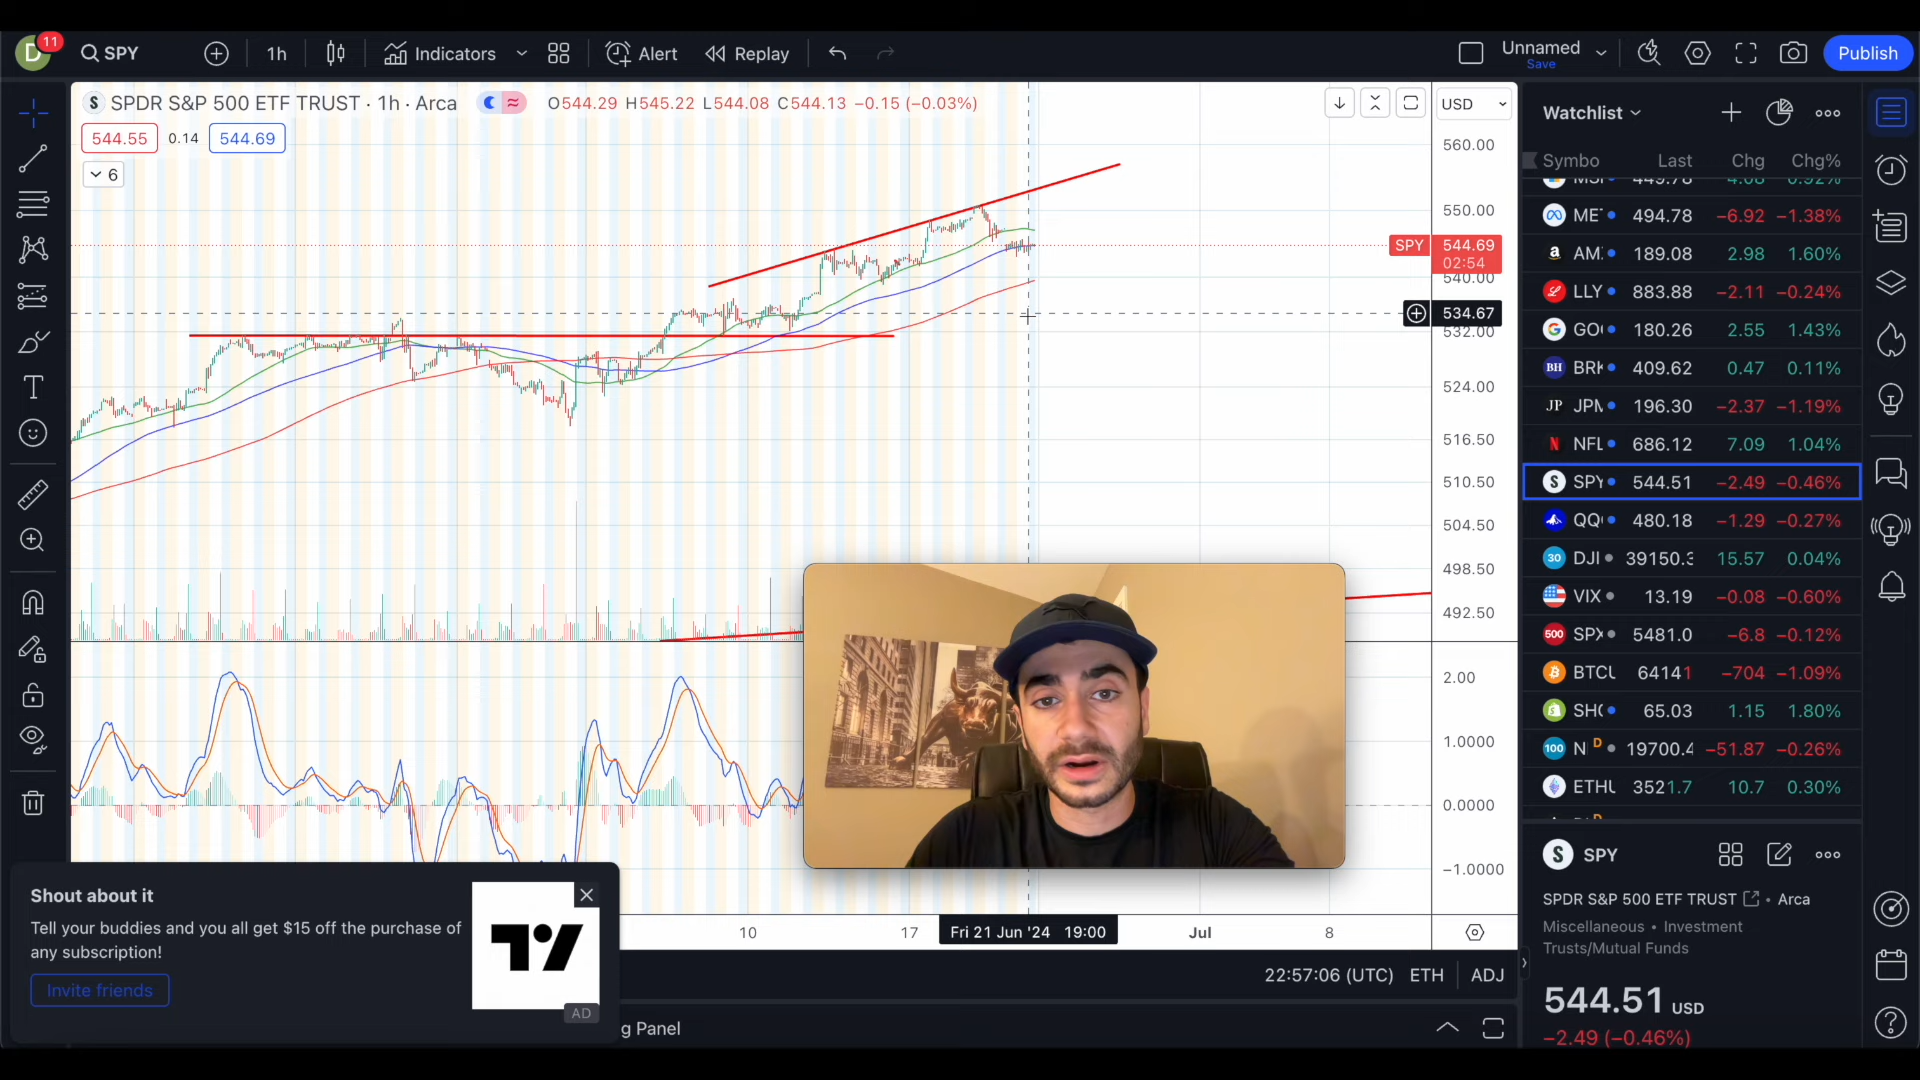 D 11 SPY 1h Indicators Alert Replay Unnamed Save Publish
S SPDR S&P 500 ETF TRUST · 1h · Arca O544.29 H545.22 L544.08 C544.13 −0.15 (−0.03%) USD
544.55 0.14 544.69
6
560.00
550.00
SPY 544.69
02:54
540.00
534.67
532.00
524.00
516.50
510.50
504.50
498.50
492.50
2.00
1.0000
0.0000
−1.0000
10 17 Fri 21 Jun '24 19:00 Jul 8
22:57:06 (UTC) ETH ADJ
g Panel
Shout about it
Tell your buddies and you all get $15 off the purchase of
any subscription!
Invite friends
AD
Watchlist
Symbo Last Chg Chg%
449.78 4.08 0.92%
ME 494.78 −6.92 −1.38%
AM 189.08 2.98 1.60%
LLY 883.88 −2.11 −0.24%
GO 180.26 2.55 1.43%
BH BRK 409.62 0.47 0.11%
JP JPM 196.30 −2.37 −1.19%
N NFL 686.12 7.09 1.04%
S SPY 544.51 −2.49 −0.46%
QQ 480.18 −1.29 −0.27%
30 DJI 39150.3 15.57 0.04%
VIX 13.19 −0.08 −0.60%
500 SPX 5481.0 −6.8 −0.12%
BTCU 64141 −704 −1.09%
SHO 65.03 1.15 1.80%
100 N D 19700.4 −51.87 −0.26%
ETHU 3521.7 10.7 0.30%
S SPY
SPDR S&P 500 ETF TRUST • Arca
Miscellaneous • Investment
Trusts/Mutual Funds
544.51 USD
−2.49 (−0.46%)